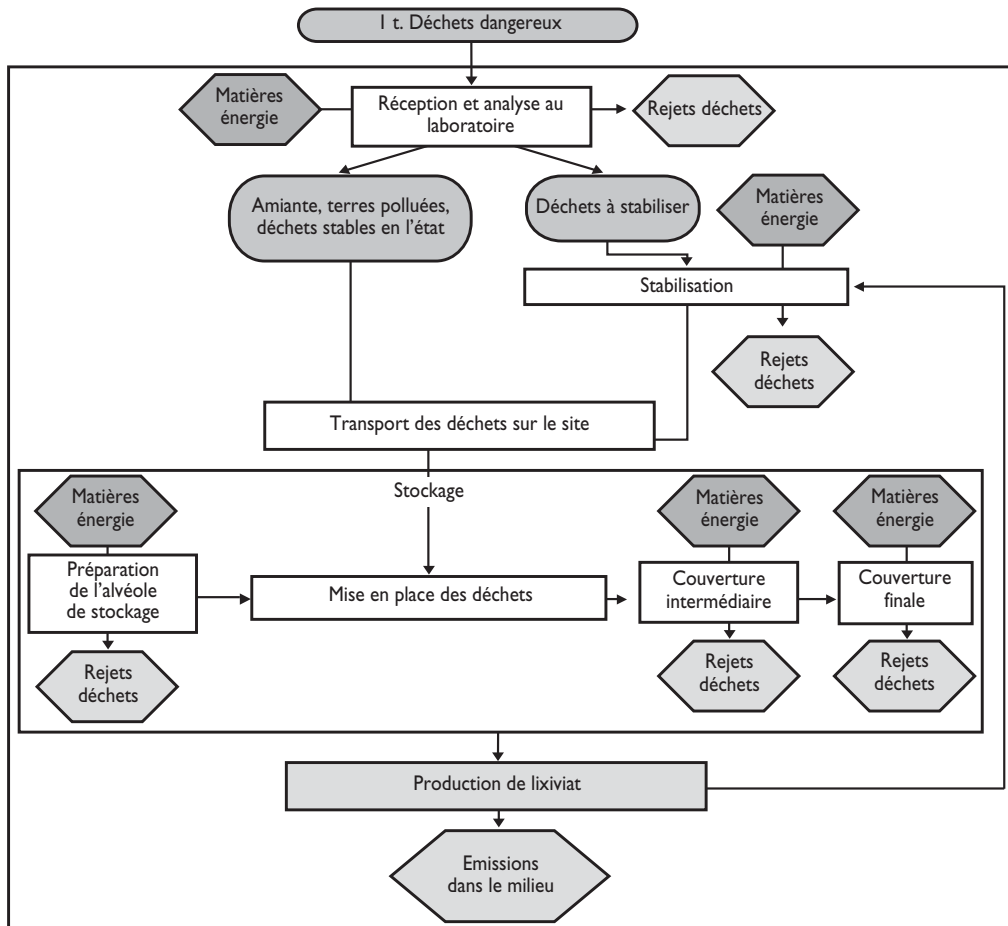 1 t. Déchets dangereux
Matières
énergie
Réception et analyse au
laboratoire
Rejets déchets
Amiante, terres polluées,
déchets stables en l'état
Déchets à stabiliser
Matières
énergie
Stabilisation
Rejets
déchets
Transport des déchets sur le site
Stockage
Matières
énergie
Matières
énergie
Matières
énergie
Préparation
de l'alvéole
de stockage
Mise en place des déchets
Couverture
intermédiaire
Couverture
finale
Rejets
déchets
Rejets
déchets
Rejets
déchets
Production de lixiviat
Emissions
dans le milieu